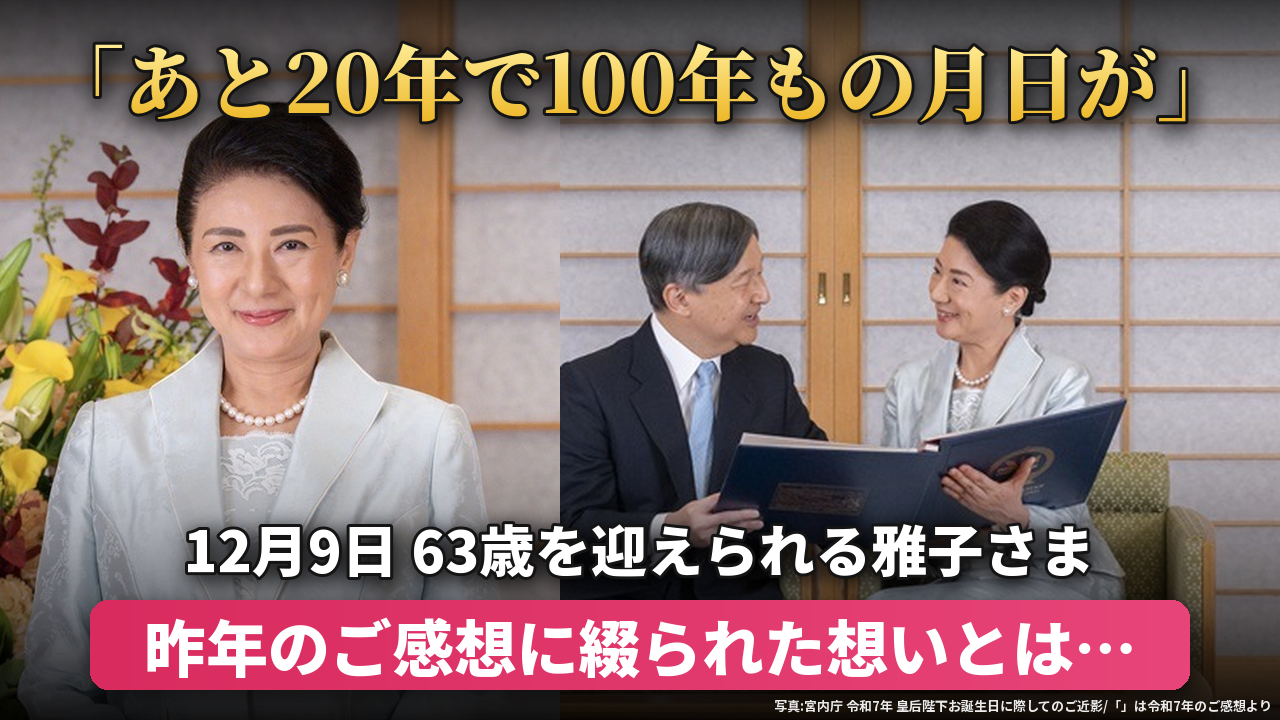 「あと20年で100年もの月日が」
12月9日 63歳を迎えられる雅子さま
昨年のご感想に綴られた想いとは…
写真:宮内庁 令和7年 皇后陛下お誕生日に際してのご近影/「」は令和7年のご感想より